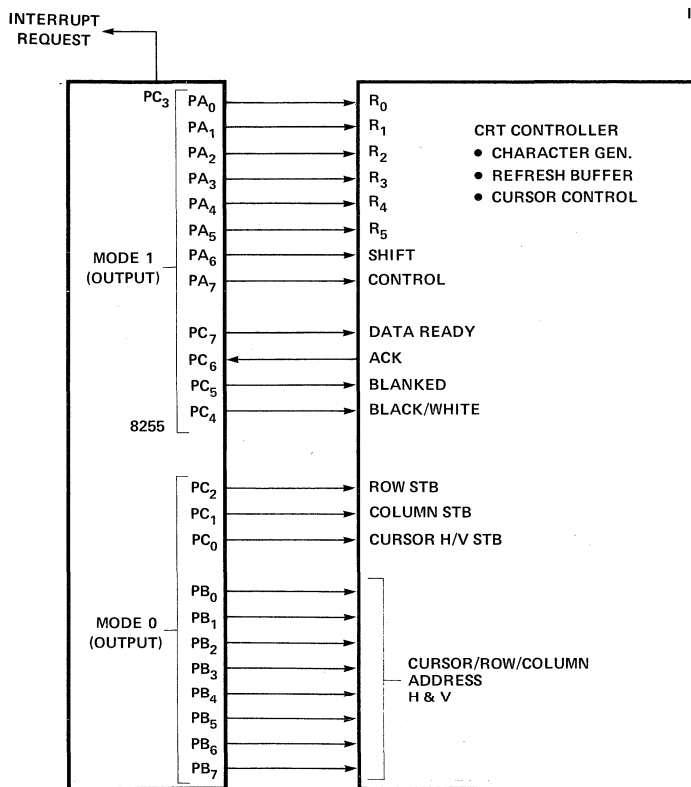 INTERRUPT
REQUEST
I
PC3 PA0 R0
PA1 R1
CRT CONTROLLER
PA2 R2
• CHARACTER GEN.
PA3 R3
• REFRESH BUFFER
PA4 R4
• CURSOR CONTROL
PA5 R5
MODE 1
(OUTPUT)
PA6 SHIFT
PA7 CONTROL
PC7 DATA READY
PC6 ACK
PC5 BLANKED
PC4 BLACK/WHITE
8255
PC2 ROW STB
PC1 COLUMN STB
PC0 CURSOR H/V STB
MODE 0
(OUTPUT)
PB0
PB1
PB2
PB3
PB4
PB5
PB6
PB7
CURSOR/ROW/COLUMN
ADDRESS
H & V